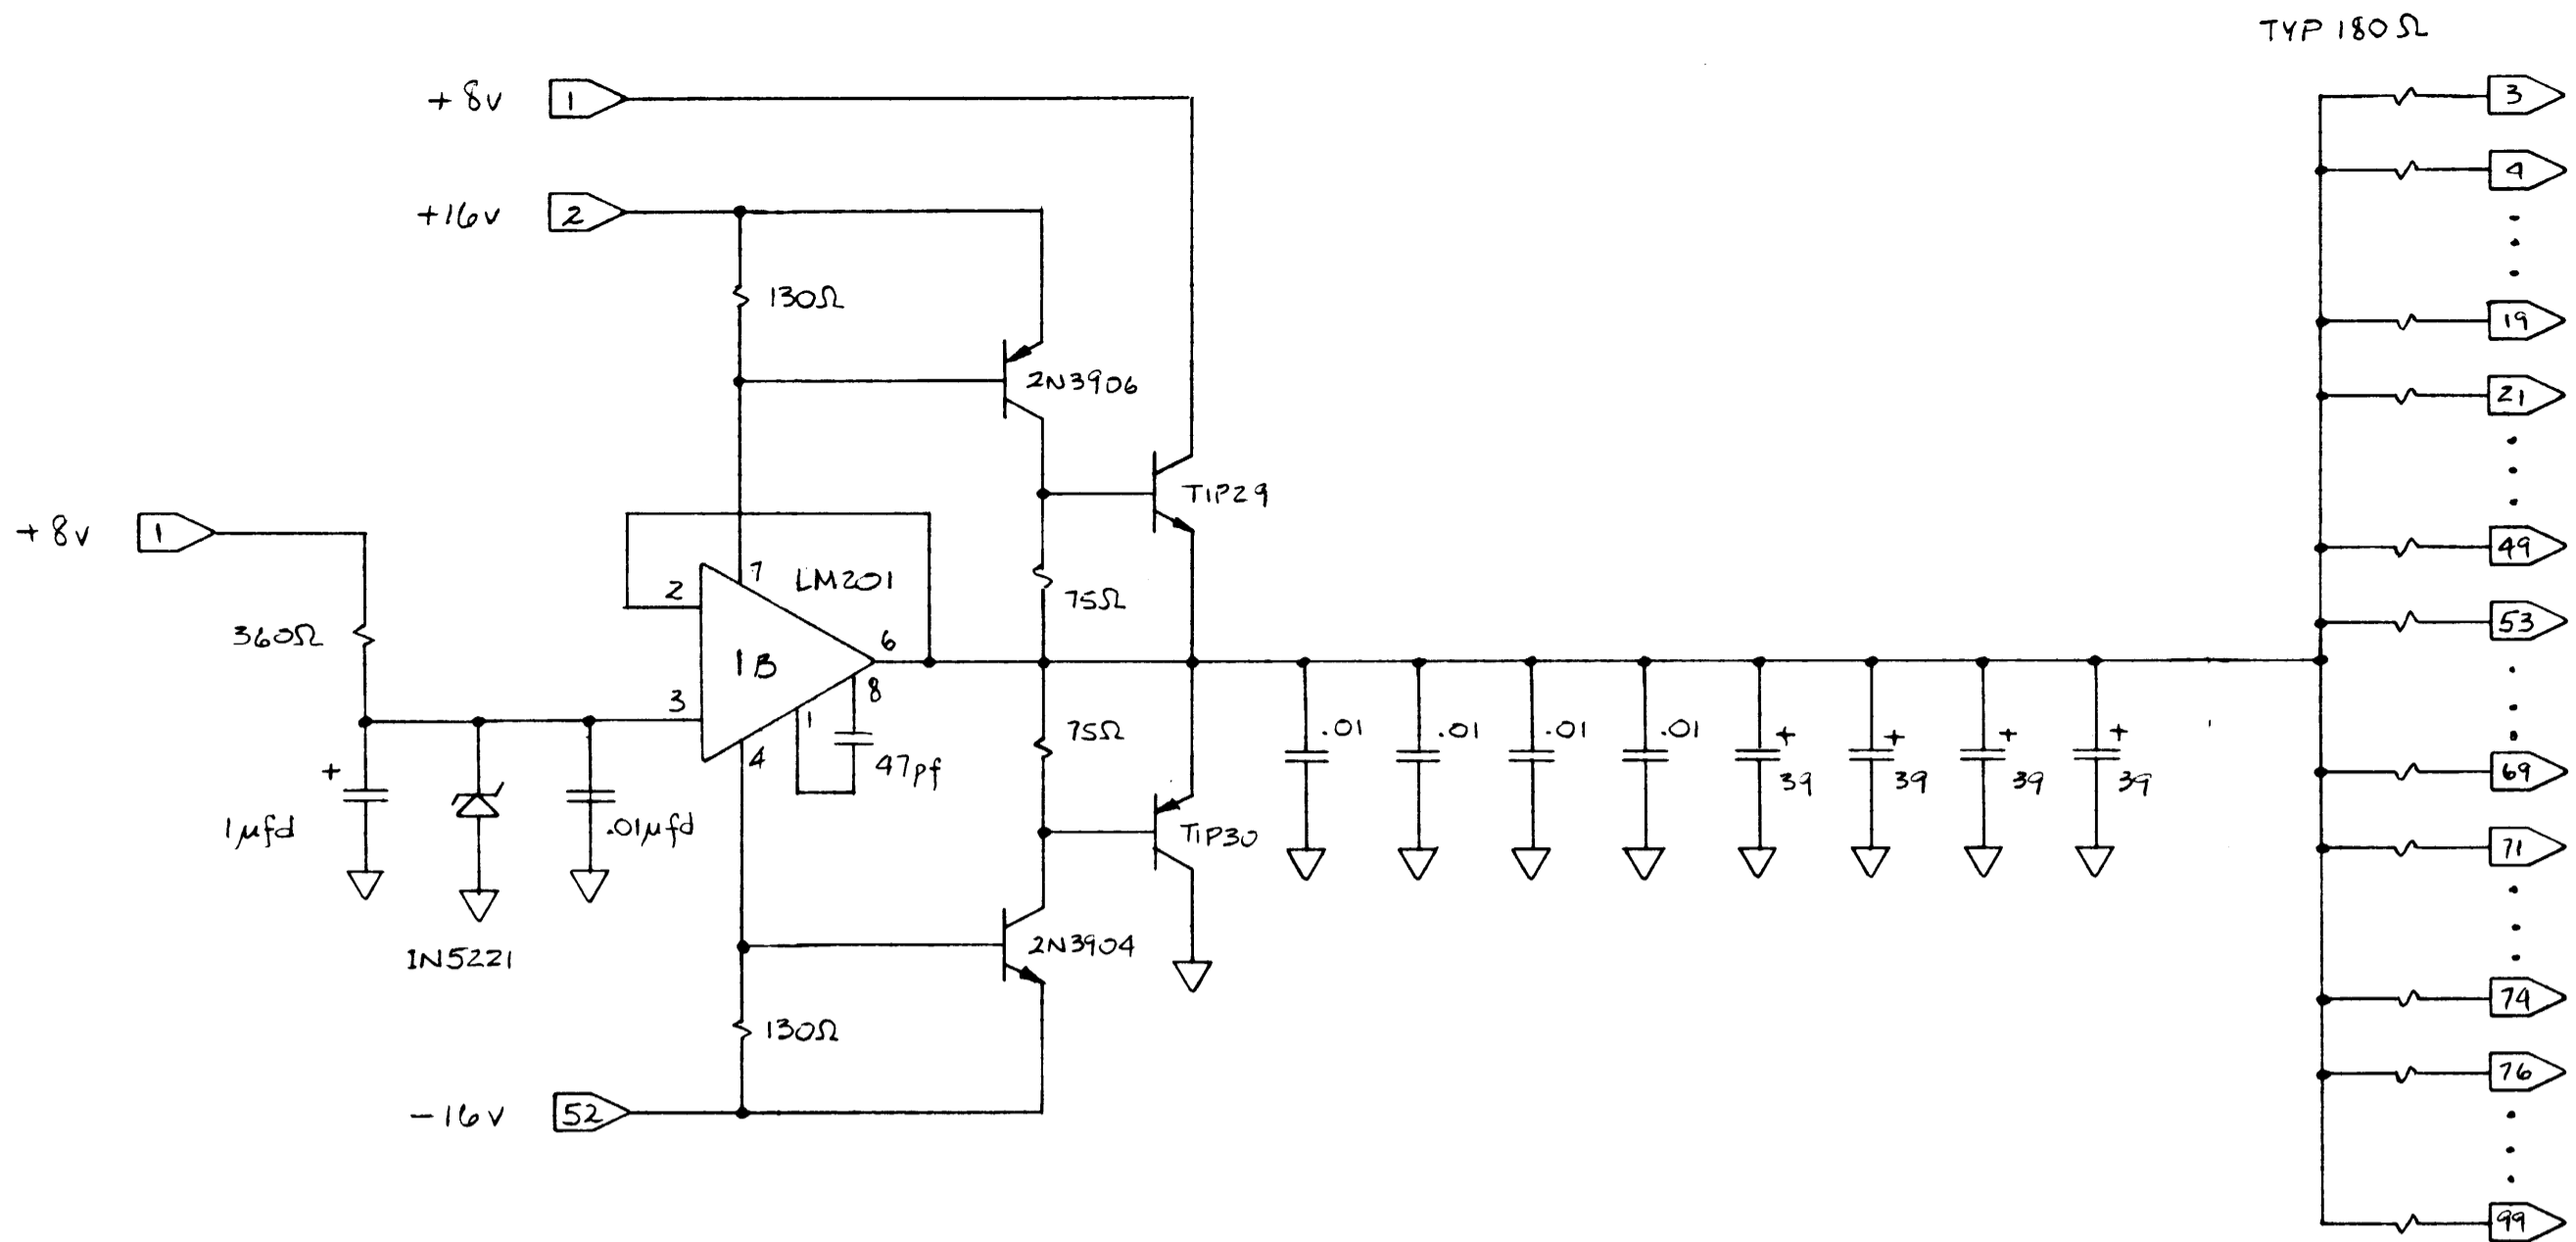 TYP 180Ω
+8v 1
3
4
+16v 2
19
130Ω
2N3906
21
TIP29
+8v 1
49
7 LM201
2
75Ω
53
360Ω
6
1B
8
3
1
75Ω
.01 .01 .01 .01 + + + +
4
47pf
39 39 39 39
69
+
1μfd
.01μfd
TIP30
71
1N5221
2N3904
74
130Ω
76
-16v 52
99